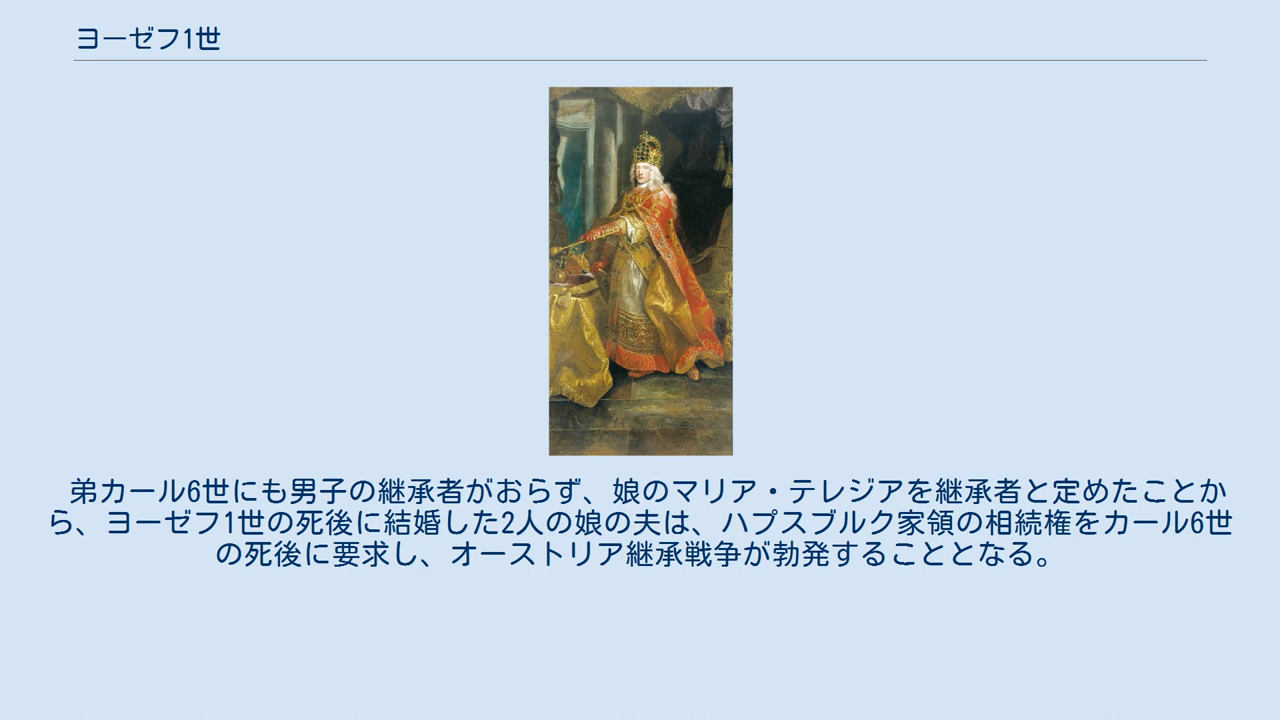 ヨーゼフ1世
弟カール6世にも男子の継承者がおらず、娘のマリア・テレジアを継承者と定めたことか
ら、ヨーゼフ1世の死後に結婚した2人の娘の夫は、ハプスブルク家領の相続権をカール6世
の死後に要求し、オーストリア継承戦争が勃発することとなる。